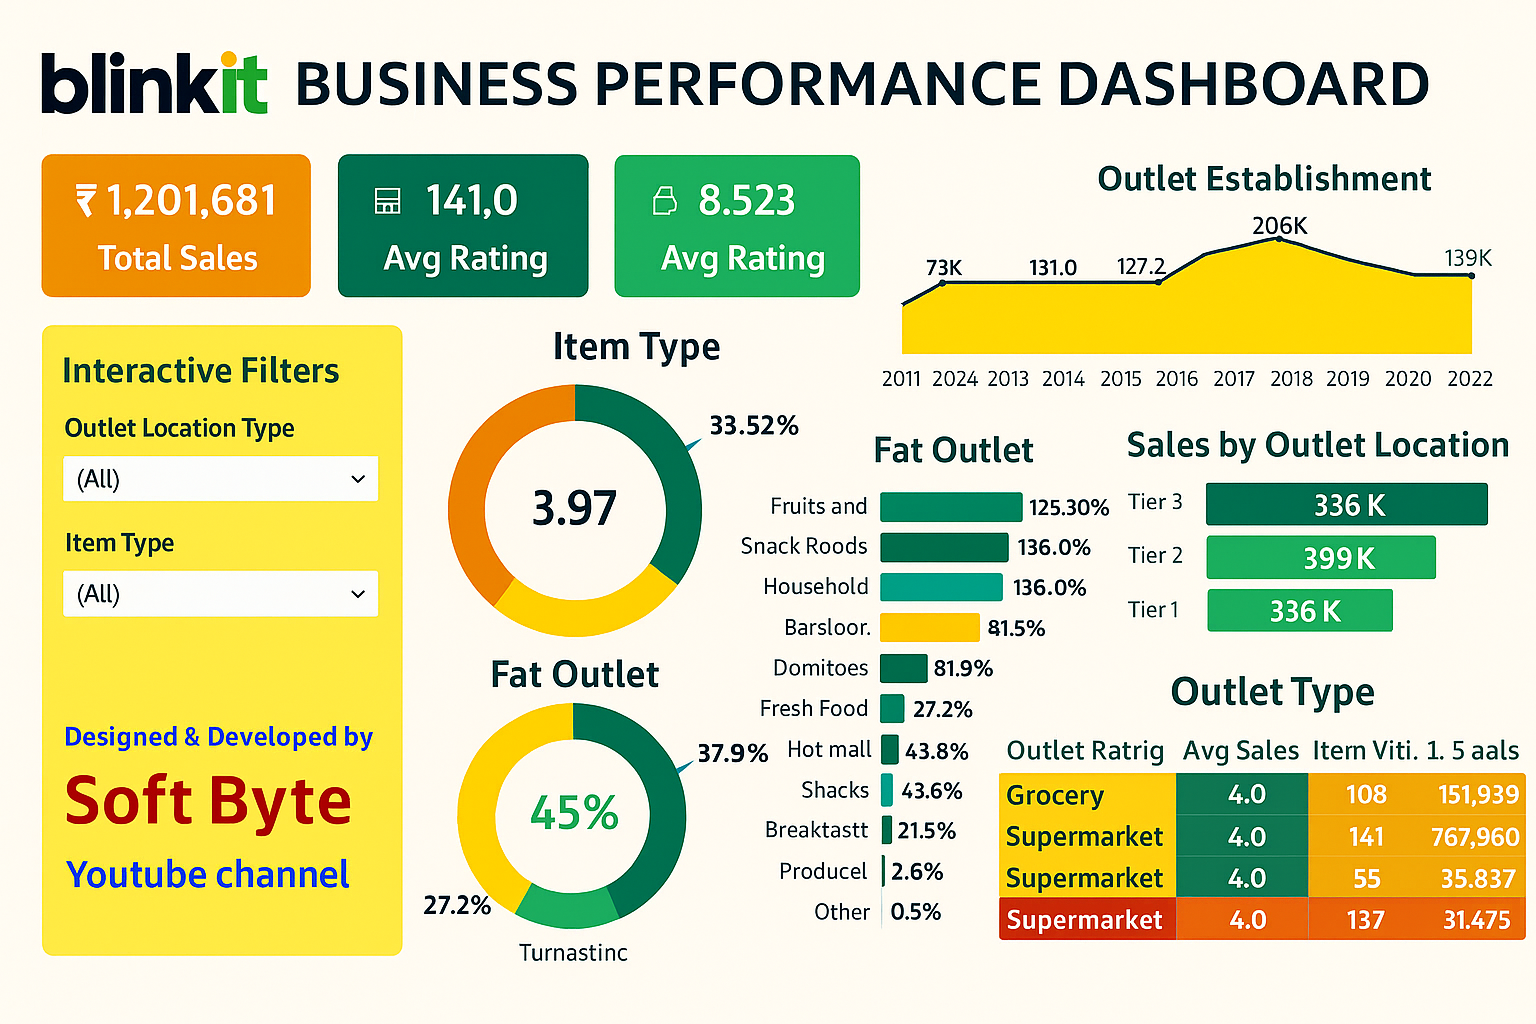 blinkit BUSINESS PERFORMANCE DASHBOARD
₹ 1,201,681
Total Sales
141,0
Avg Rating
8.523
Avg Rating
Outlet Establishment
206K
73K
131.0
127.2
139K
2011 2024 2013 2014 2015 2016 2017 2018 2019 2020 2022
Interactive Filters
Outlet Location Type
(All)
Item Type
(All)
Designed & Developed by
Soft Byte
Youtube channel
Item Type
33.52%
3.97
Fat Outlet
37.9%
45%
27.2%
Turnastinc
Fat Outlet
Fruits and 125.30%
Snack Roods 136.0%
Household 136.0%
Barsloor. 81.5%
Domitoes 81.9%
Fresh Food 27.2%
Hot mall 43.8%
Shacks 43.6%
Breaktastt 21.5%
Producel 2.6%
Other 0.5%
Sales by Outlet Location
Tier 3 336 K
Tier 2 399 K
Tier 1 336 K
Outlet Type
Outlet Ratrig Avg Sales Item Viti. 1. 5 aals
Grocery 4.0 108 151,939
Supermarket 4.0 141 767,960
Supermarket 4.0 55 35.837
Supermarket 4.0 137 31.475